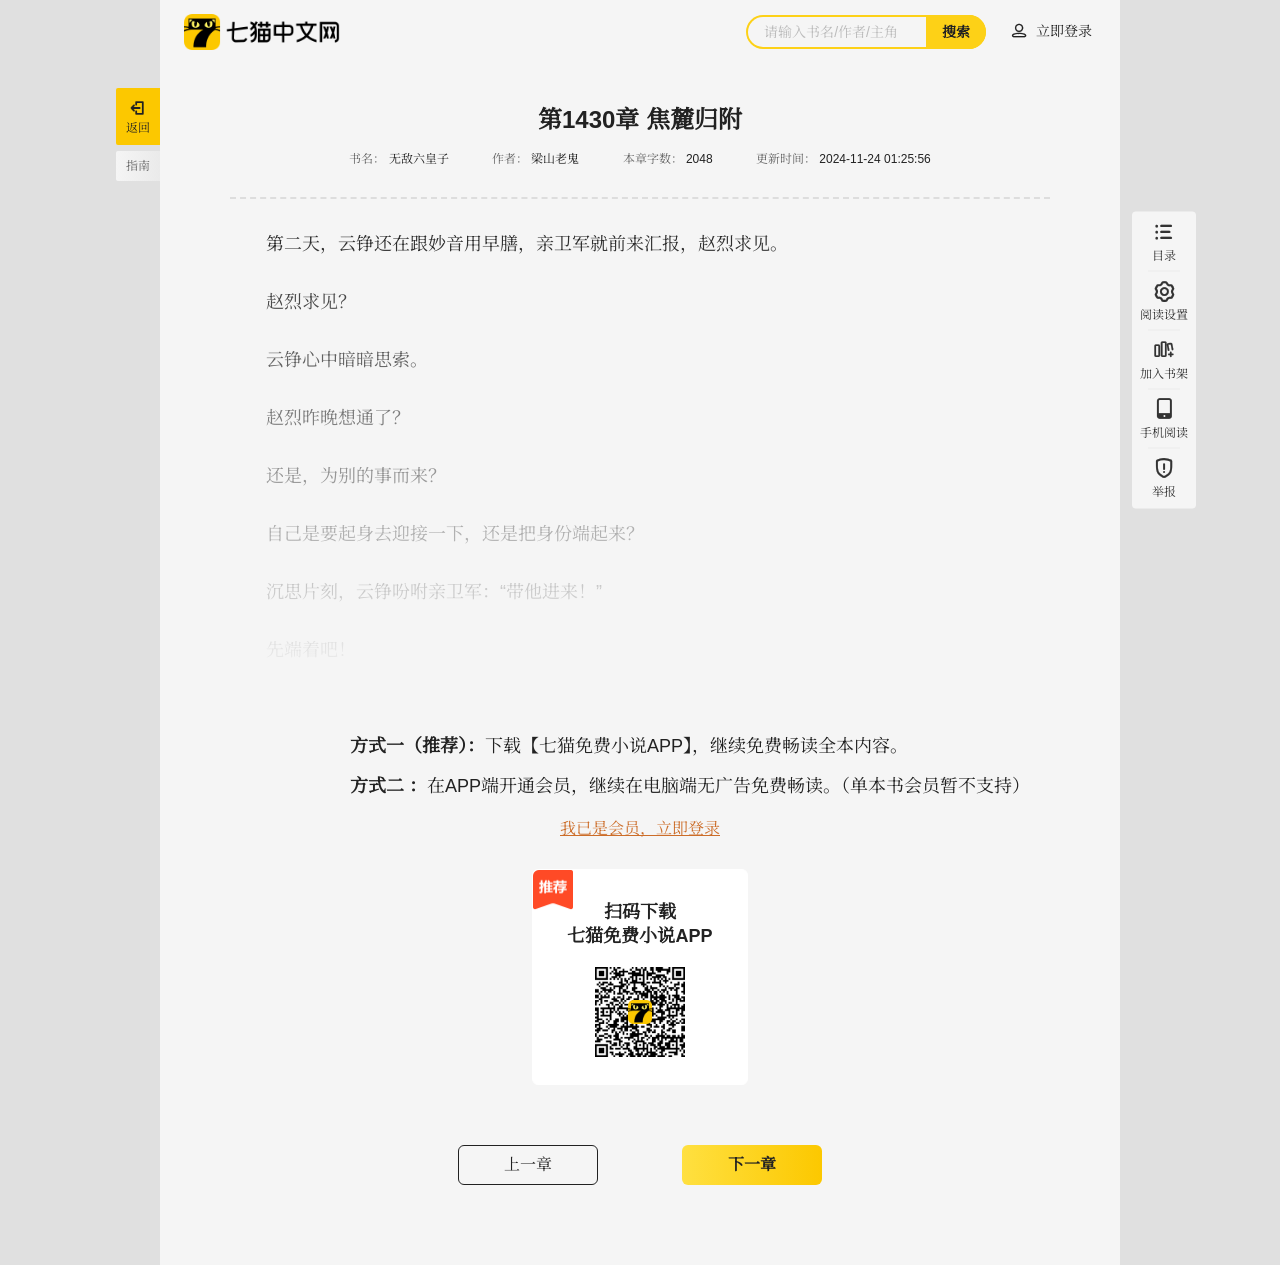 七猫中文网
请输入书名/作者/主角
搜索
立即登录
返回
指南
第1430章 焦麓归附
书名： 无敌六皇子 作者： 梁山老鬼 本章字数： 2048 更新时间： 2024-11-24 01:25:56
第二天，云铮还在跟妙音用早膳，亲卫军就前来汇报，赵烈求见。
赵烈求见？
云铮心中暗暗思索。
赵烈昨晚想通了？
还是，为别的事而来？
自己是要起身去迎接一下，还是把身份端起来？
沉思片刻，云铮吩咐亲卫军：“带他进来！”
先端着吧！
目录
阅读设置
加入书架
手机阅读
举报
方式一（推荐）：下载【七猫免费小说APP】，继续免费畅读全本内容。
方式二 ：在APP端开通会员，继续在电脑端无广告免费畅读。（单本书会员暂不支持）
我已是会员，立即登录
推荐
扫码下载
七猫免费小说APP
上一章
下一章